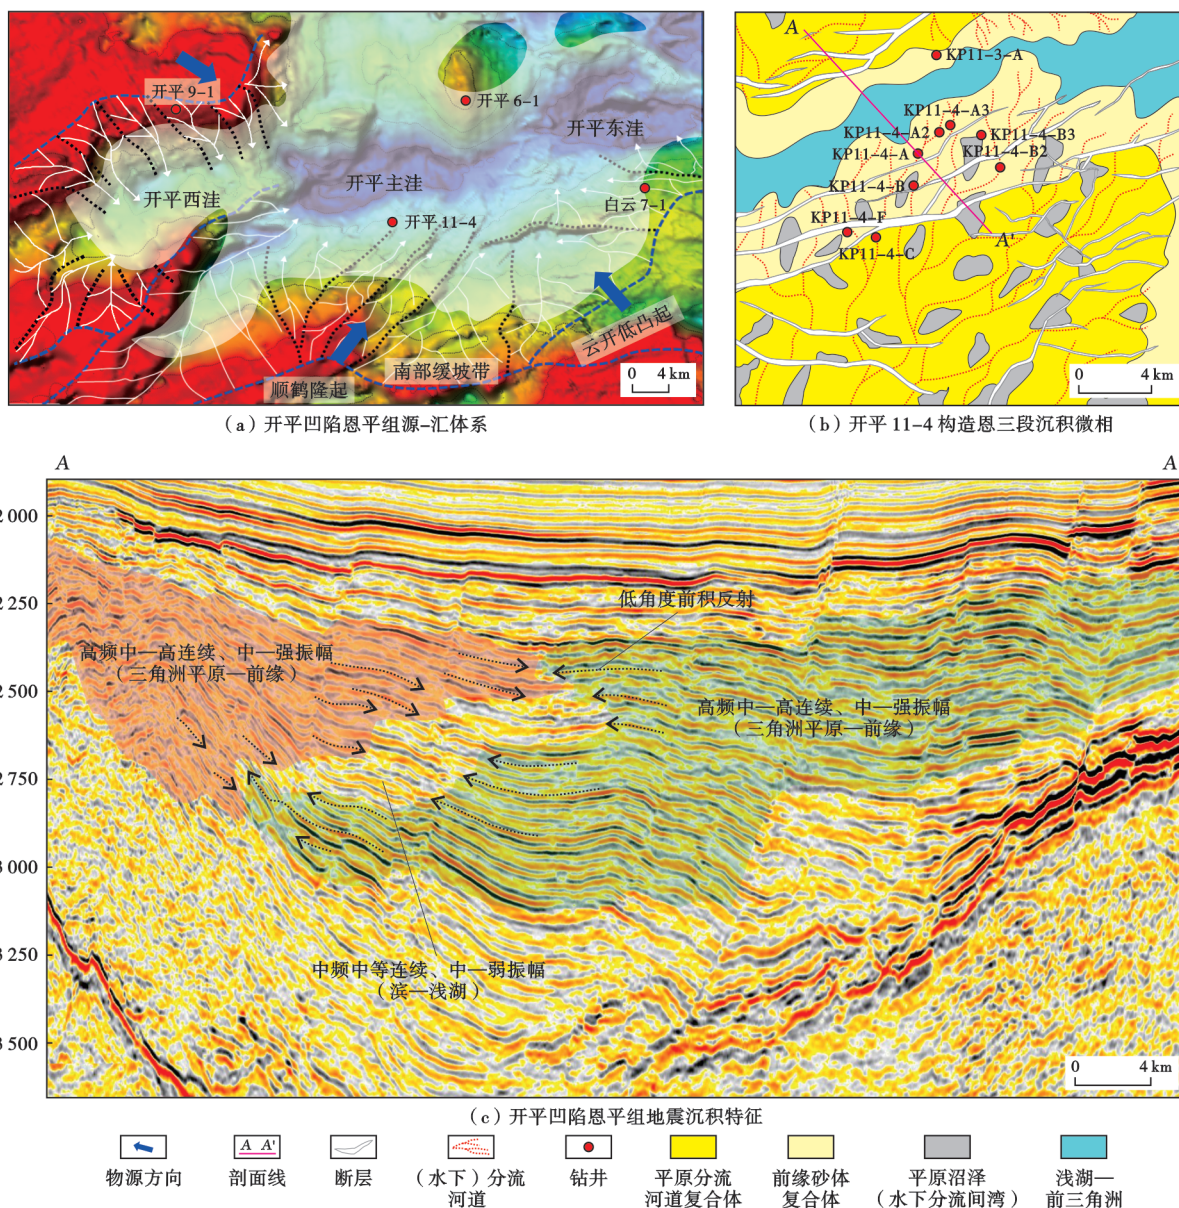 开平 9-1
开平 6-1
开平东洼
开平西洼
开平主洼
白云 7-1
开平 11-4
云开低凸起
南部缓坡带
顺鹤隆起
0 4 km
(a) 开平凹陷恩平组源-汇体系
A
KP11-3-A
KP11-4-A3
KP11-4-A2
KP11-4-B3
KP11-4-A
KP11-4-B2
KP11-4-B
KP11-4-F
A'
KP11-4-C
0 4 km
(b) 开平 11-4 构造恩三段沉积微相
A
A
2 000
2 250
2 500
2 750
3 000
3 250
3 500
低角度前积反射
高频中—高连续、中—强振幅
(三角洲平原—前缘)
高频中—高连续、中—强振幅
(三角洲平原—前缘)
中频中等连续、中—弱振幅
(滨—浅湖)
0 4 km
(c) 开平凹陷恩平组地震沉积特征
A A'
物源方向
剖面线
断层
(水下)分流
河道
钻井
平原分流
河道复合体
前缘砂体
复合体
平原沼泽
(水下分流间湾)
浅湖—
前三角洲